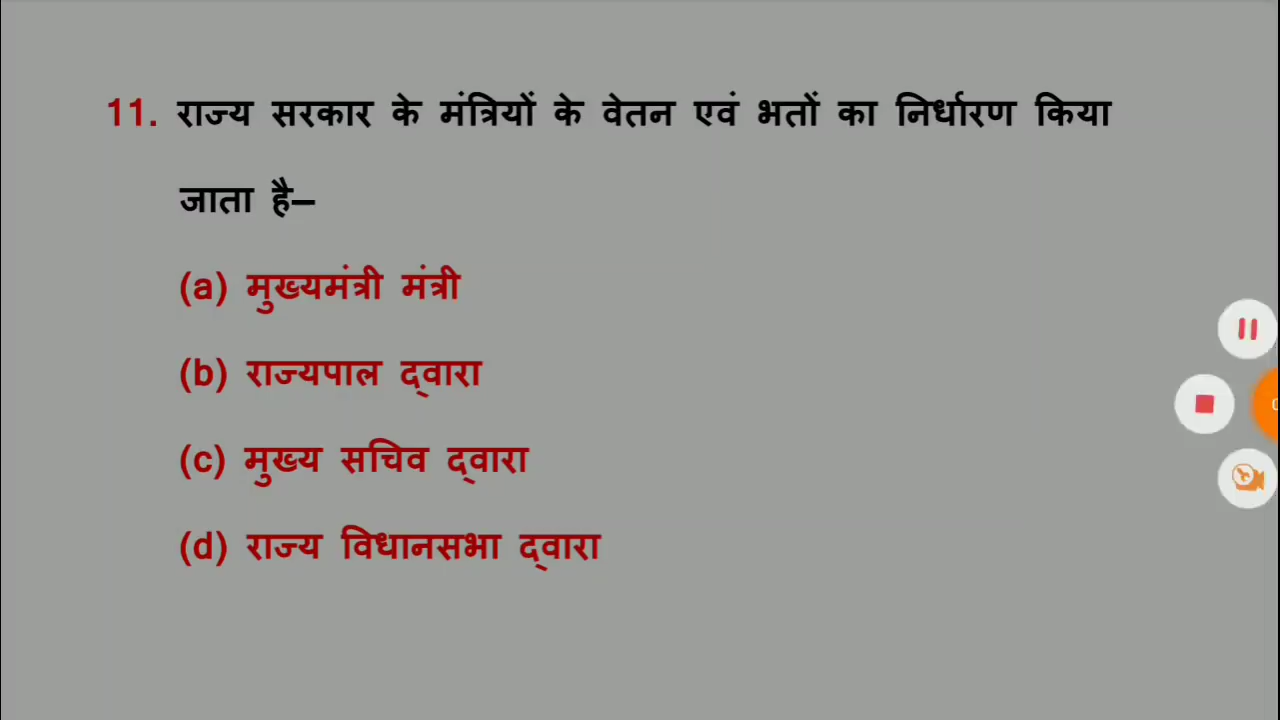 11. राज्य सरकार के मंत्रियों के वेतन एवं भतों का निर्धारण किया
जाता है–
(a) मुख्यमंत्री मंत्री
(b) राज्यपाल द्वारा
(c) मुख्य सचिव द्वारा
(d) राज्य विधानसभा द्वारा